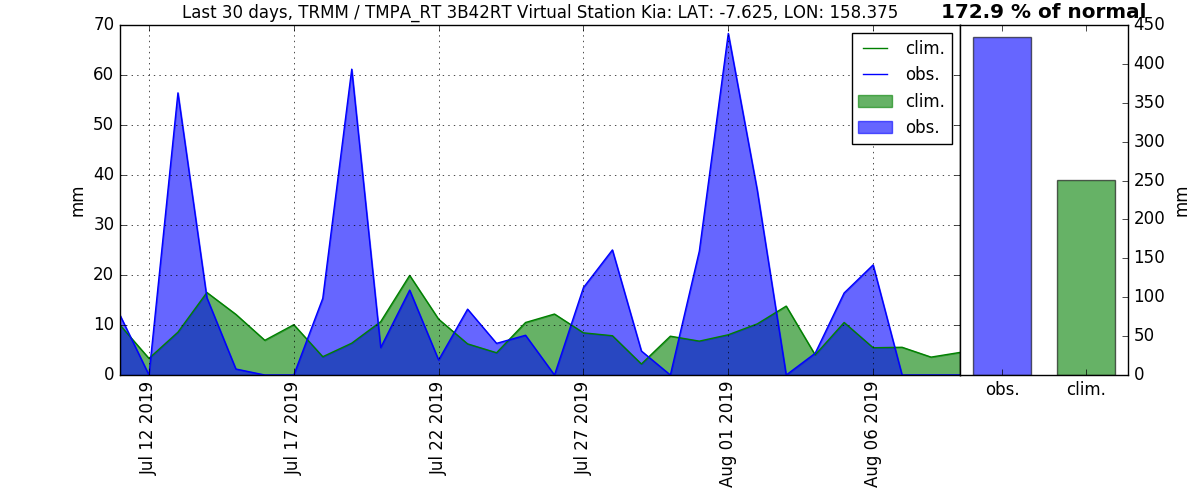 Last 30 days, TRMM / TMPA_RT 3B42RT Virtual Station Kia: LAT: -7.625, LON: 158.375
172.9 % of normal
70
60
50
40
30
20
10
0
mm
clim.
obs.
clim.
obs.
Jul 12 2019
Jul 17 2019
Jul 22 2019
Jul 27 2019
Aug 01 2019
Aug 06 2019
450
400
350
300
250
200
150
100
50
0
mm
obs.
clim.